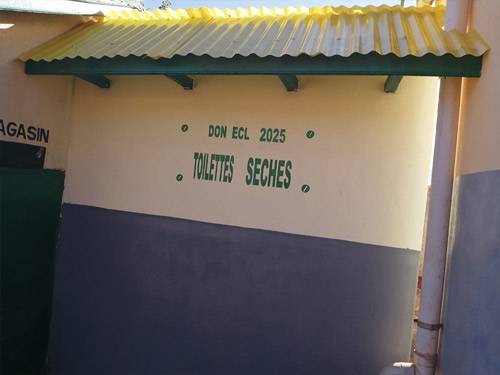 AGASIN
DON ECL 2025
TOILETTES SECHES